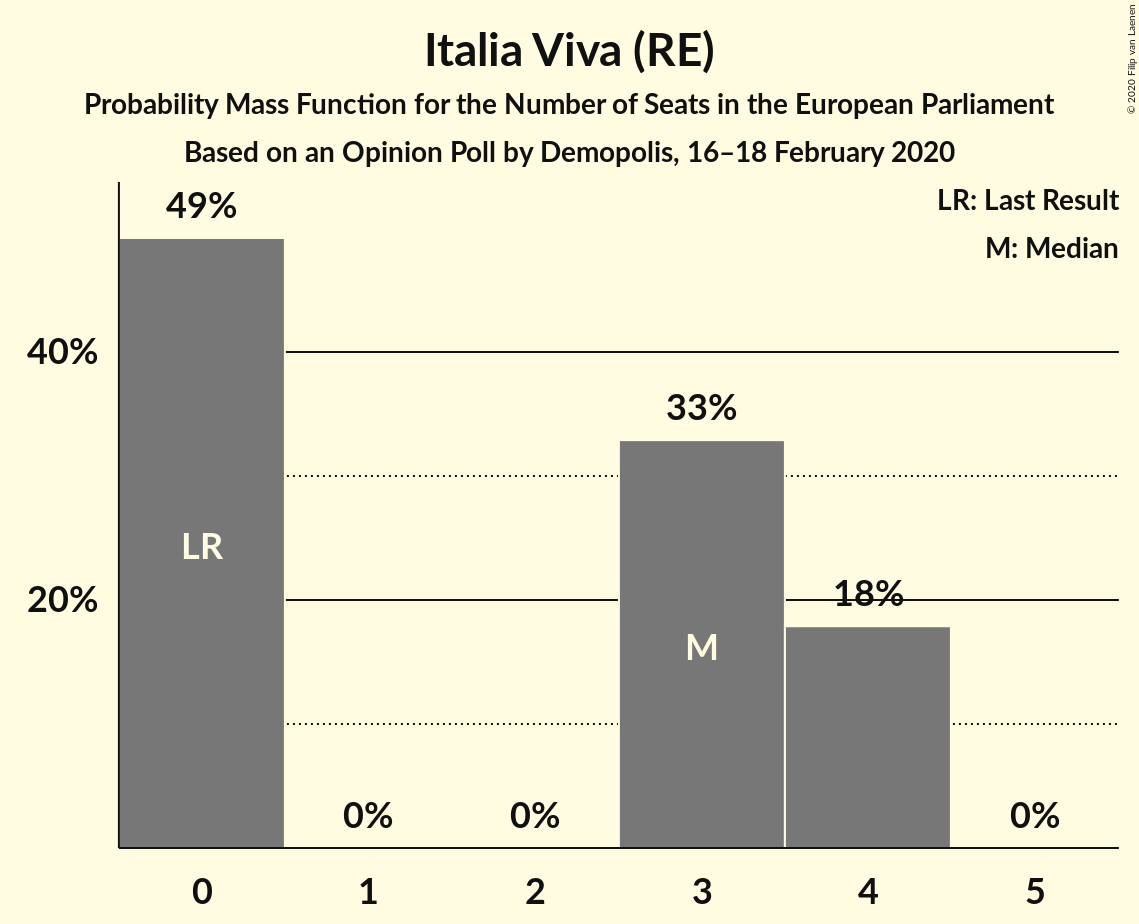 Italia Viva (RE)
Probability Mass Function for the Number of Seats in the European Parliament
Based on an Opinion Poll by Demopolis, 16–18 February 2020
© 2020 Filip van Laenen
LR: Last Result
M: Median
49%
40%
33%
LR
20%
18%
M
0%
0%
0%
0
1
2
3
4
5